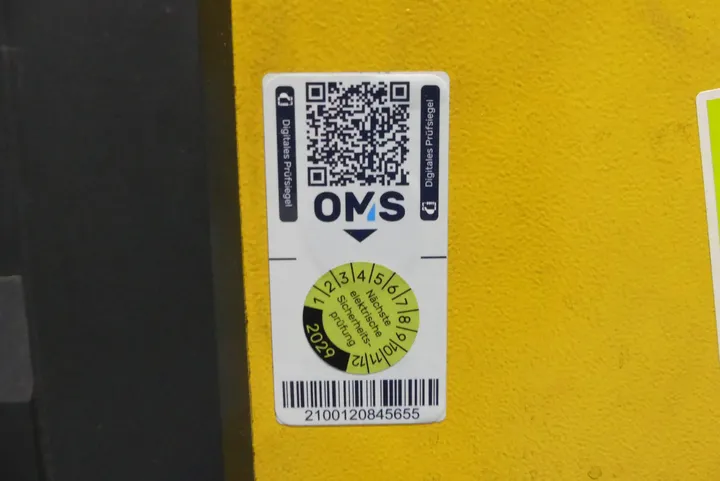 Digitales Prüfsiegel
Digitales Prüfsiegel
OMS
1 2 3 4 5 6 7 8 9 10 11 12
Nächste
elektrische
Sicherheits-
prüfung
2029
2100120845655